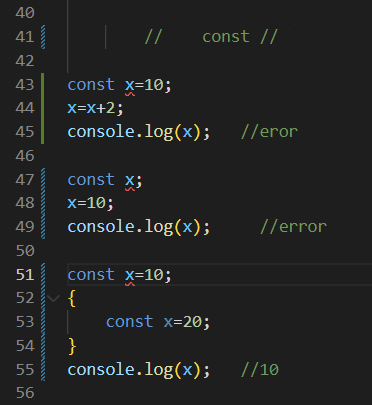 40
41 // const //
42
43 const x=10;
44 x=x+2;
45 console.log(x); //eror
46
47 const x;
48 x=10;
49 console.log(x); //error
50
51 const x=10;
52 {
53 const x=20;
54 }
55 console.log(x); //10
56